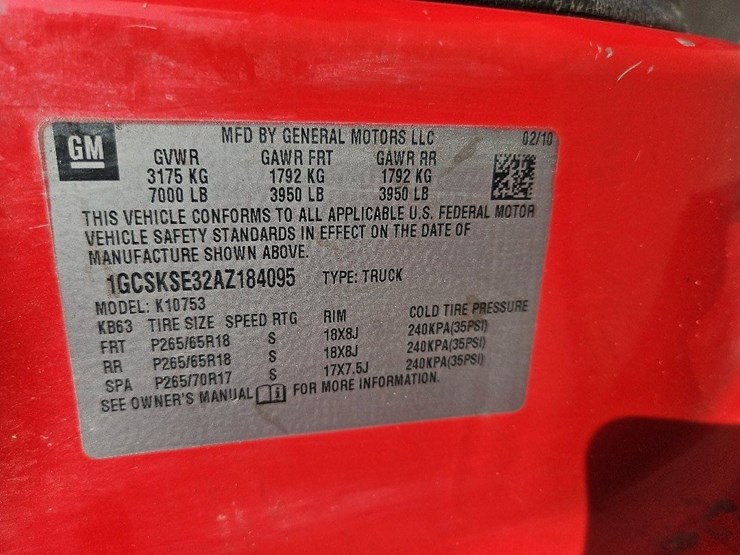 GM
MFD BY GENERAL MOTORS LLC 02/10
GVWR GAWR FRT GAWR RR
3175 KG 1792 KG 1792 KG
7000 LB 3950 LB 3950 LB
THIS VEHICLE CONFORMS TO ALL APPLICABLE U.S. FEDERAL MOTOR
VEHICLE SAFETY STANDARDS IN EFFECT ON THE DATE OF
MANUFACTURE SHOWN ABOVE.
1GCSKSE32AZ184095 TYPE: TRUCK
MODEL: K10753
KB63 TIRE SIZE SPEED RTG RIM COLD TIRE PRESSURE
FRT P265/65R18 S 18X8J 240KPA(35PSI)
RR P265/65R18 S 18X8J 240KPA(35PSI)
SPA P265/70R17 S 17X7.5J 240KPA(35PSI)
SEE OWNER'S MANUAL i FOR MORE INFORMATION.